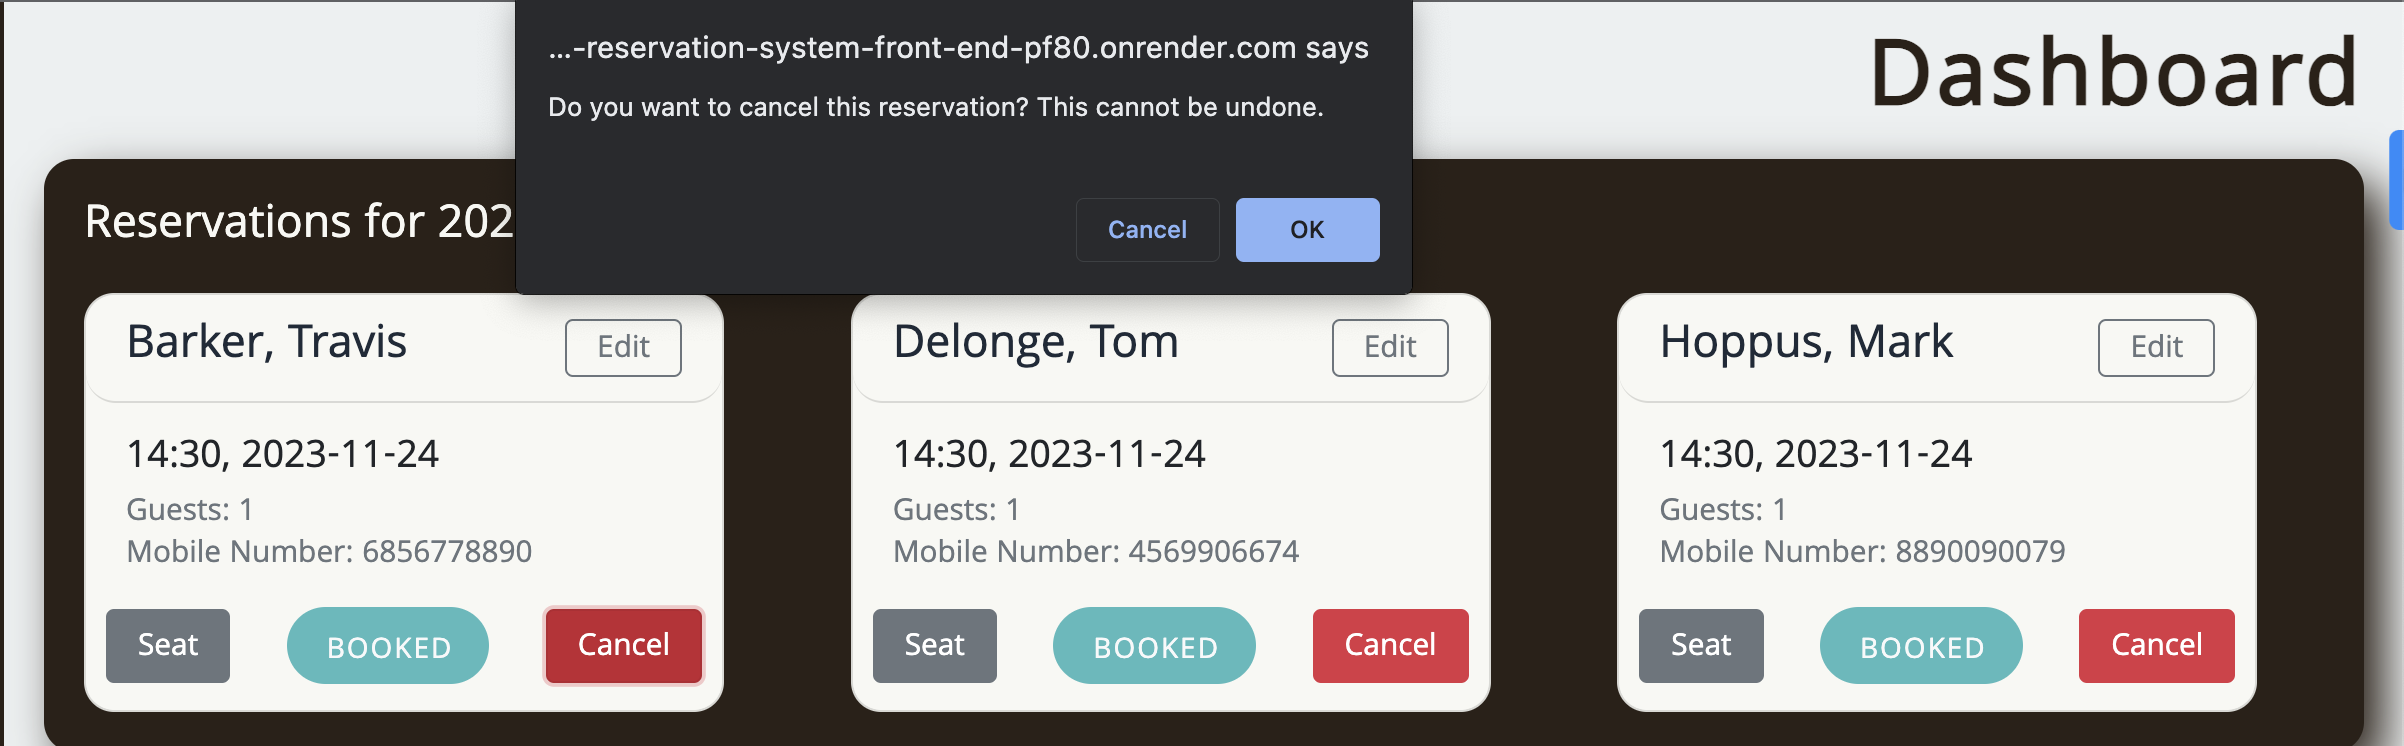 ...-reservation-system-front-end-pf80.onrender.com says
Do you want to cancel this reservation? This cannot be undone.
Cancel OK
Dashboard
Reservations for 202
Barker, Travis Edit
14:30, 2023-11-24
Guests: 1
Mobile Number: 6856778890
Seat BOOKED Cancel
Delonge, Tom Edit
14:30, 2023-11-24
Guests: 1
Mobile Number: 4569906674
Seat BOOKED Cancel
Hoppus, Mark Edit
14:30, 2023-11-24
Guests: 1
Mobile Number: 8890090079
Seat BOOKED Cancel